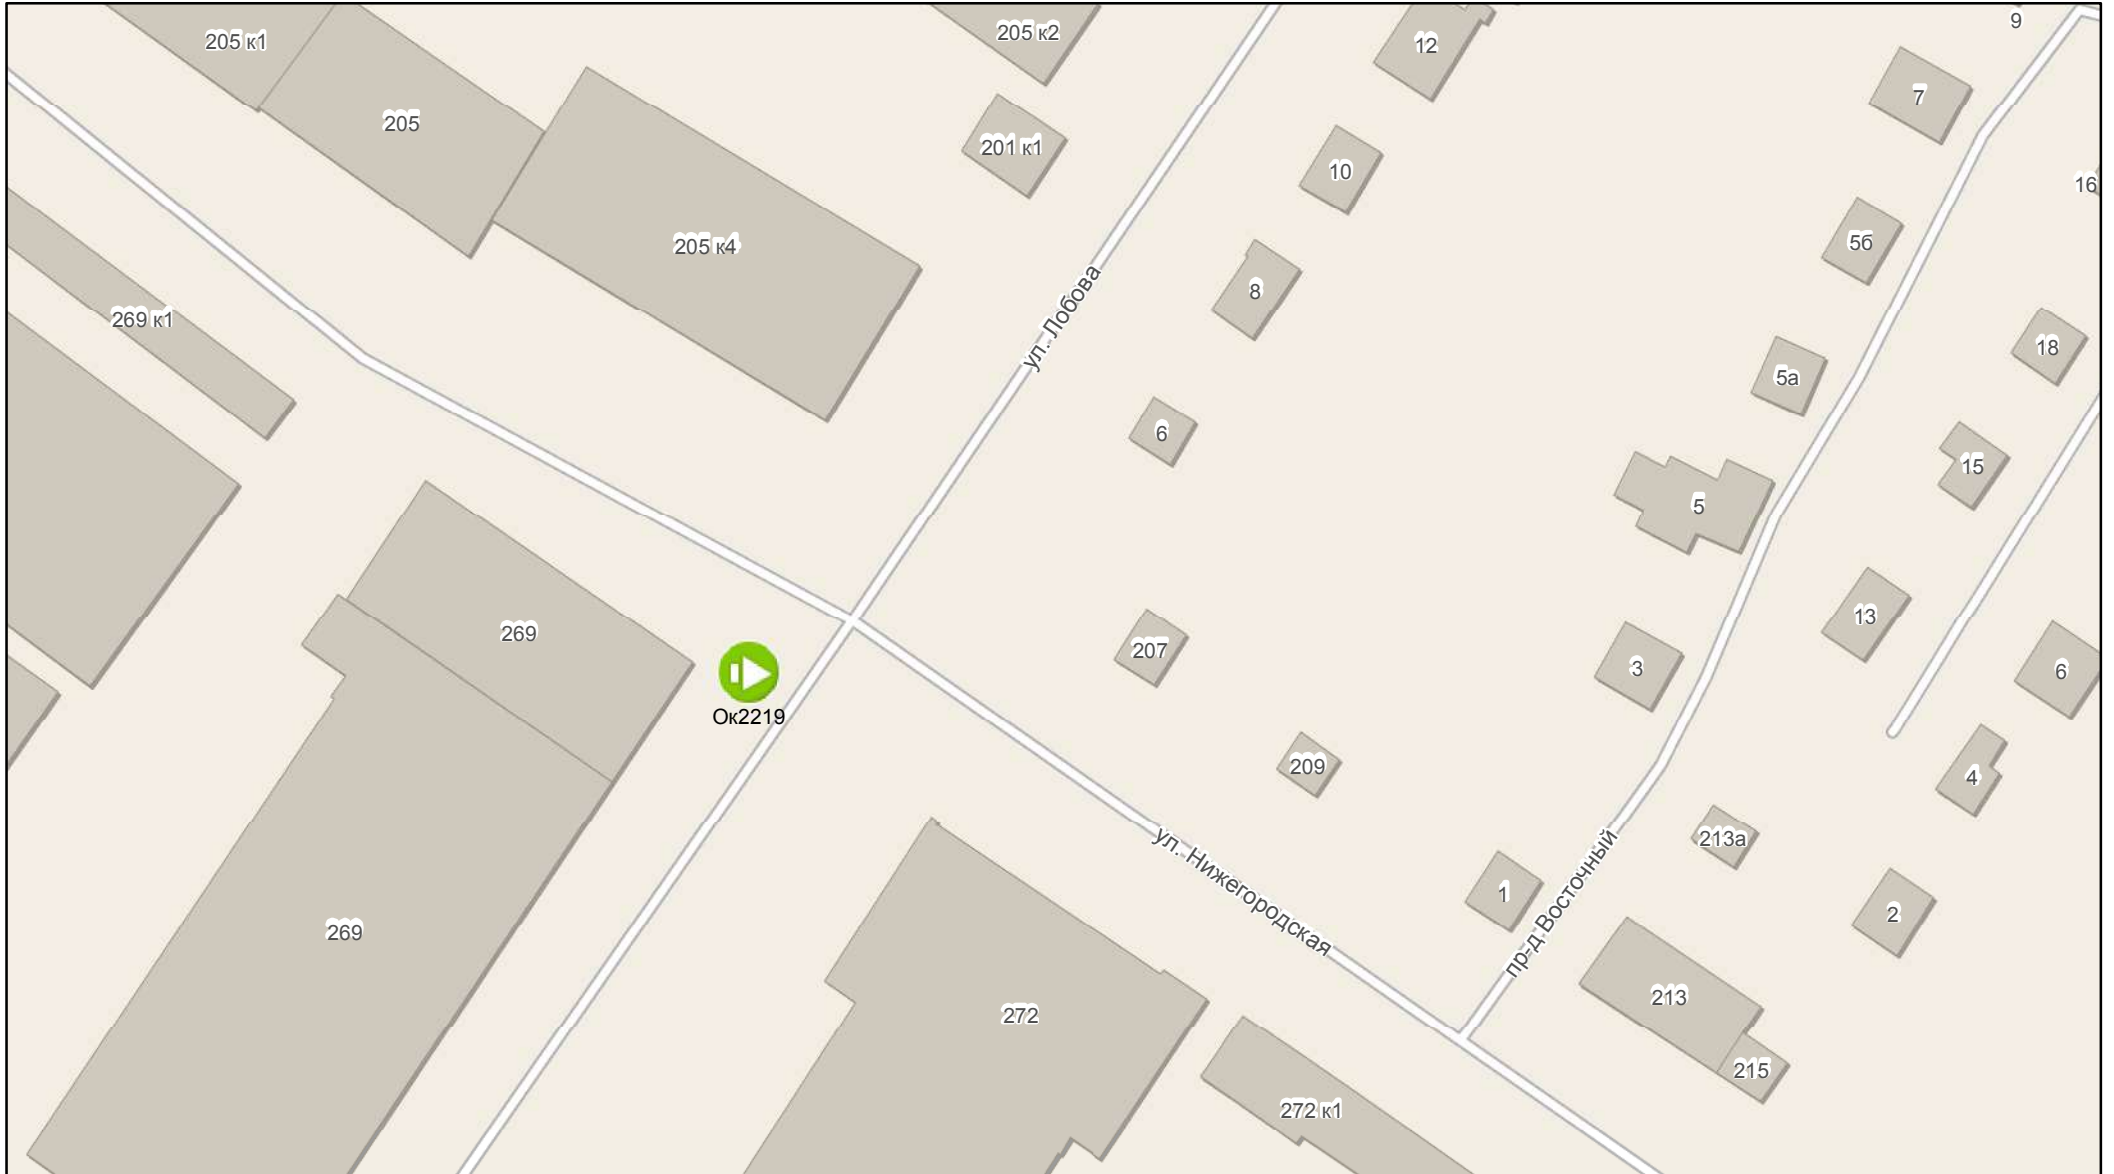 9
205 к1
205 к2
12
7
205
201 к1
10
16
205 к4
5б
8
269 к1
ул. Лобова
18
5а
6
15
5
13
269
207
3
6
Ок2219
209
4
213а
ул. Нижегородская
пр-д Восточный
1
2
269
213
272
215
272 к1